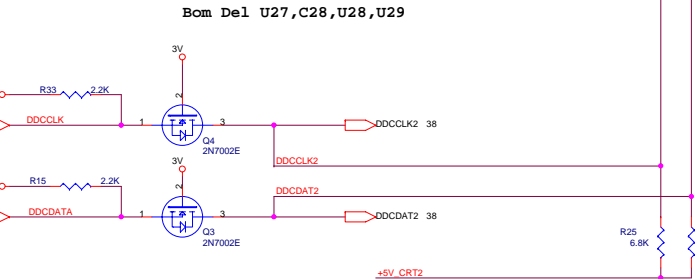 Bom Del U27,C28,U28,U29
3V
R33 2.2K
2
DDCCLK 1 3 DDCCLK2 38
Q4
2N7002E
3V
DDCCLK2
R15 2.2K
2
DDCDAT2
DDCDATA 1 3 DDCDAT2 38
Q3
2N7002E
R25
6.8K
+5V_CRT2